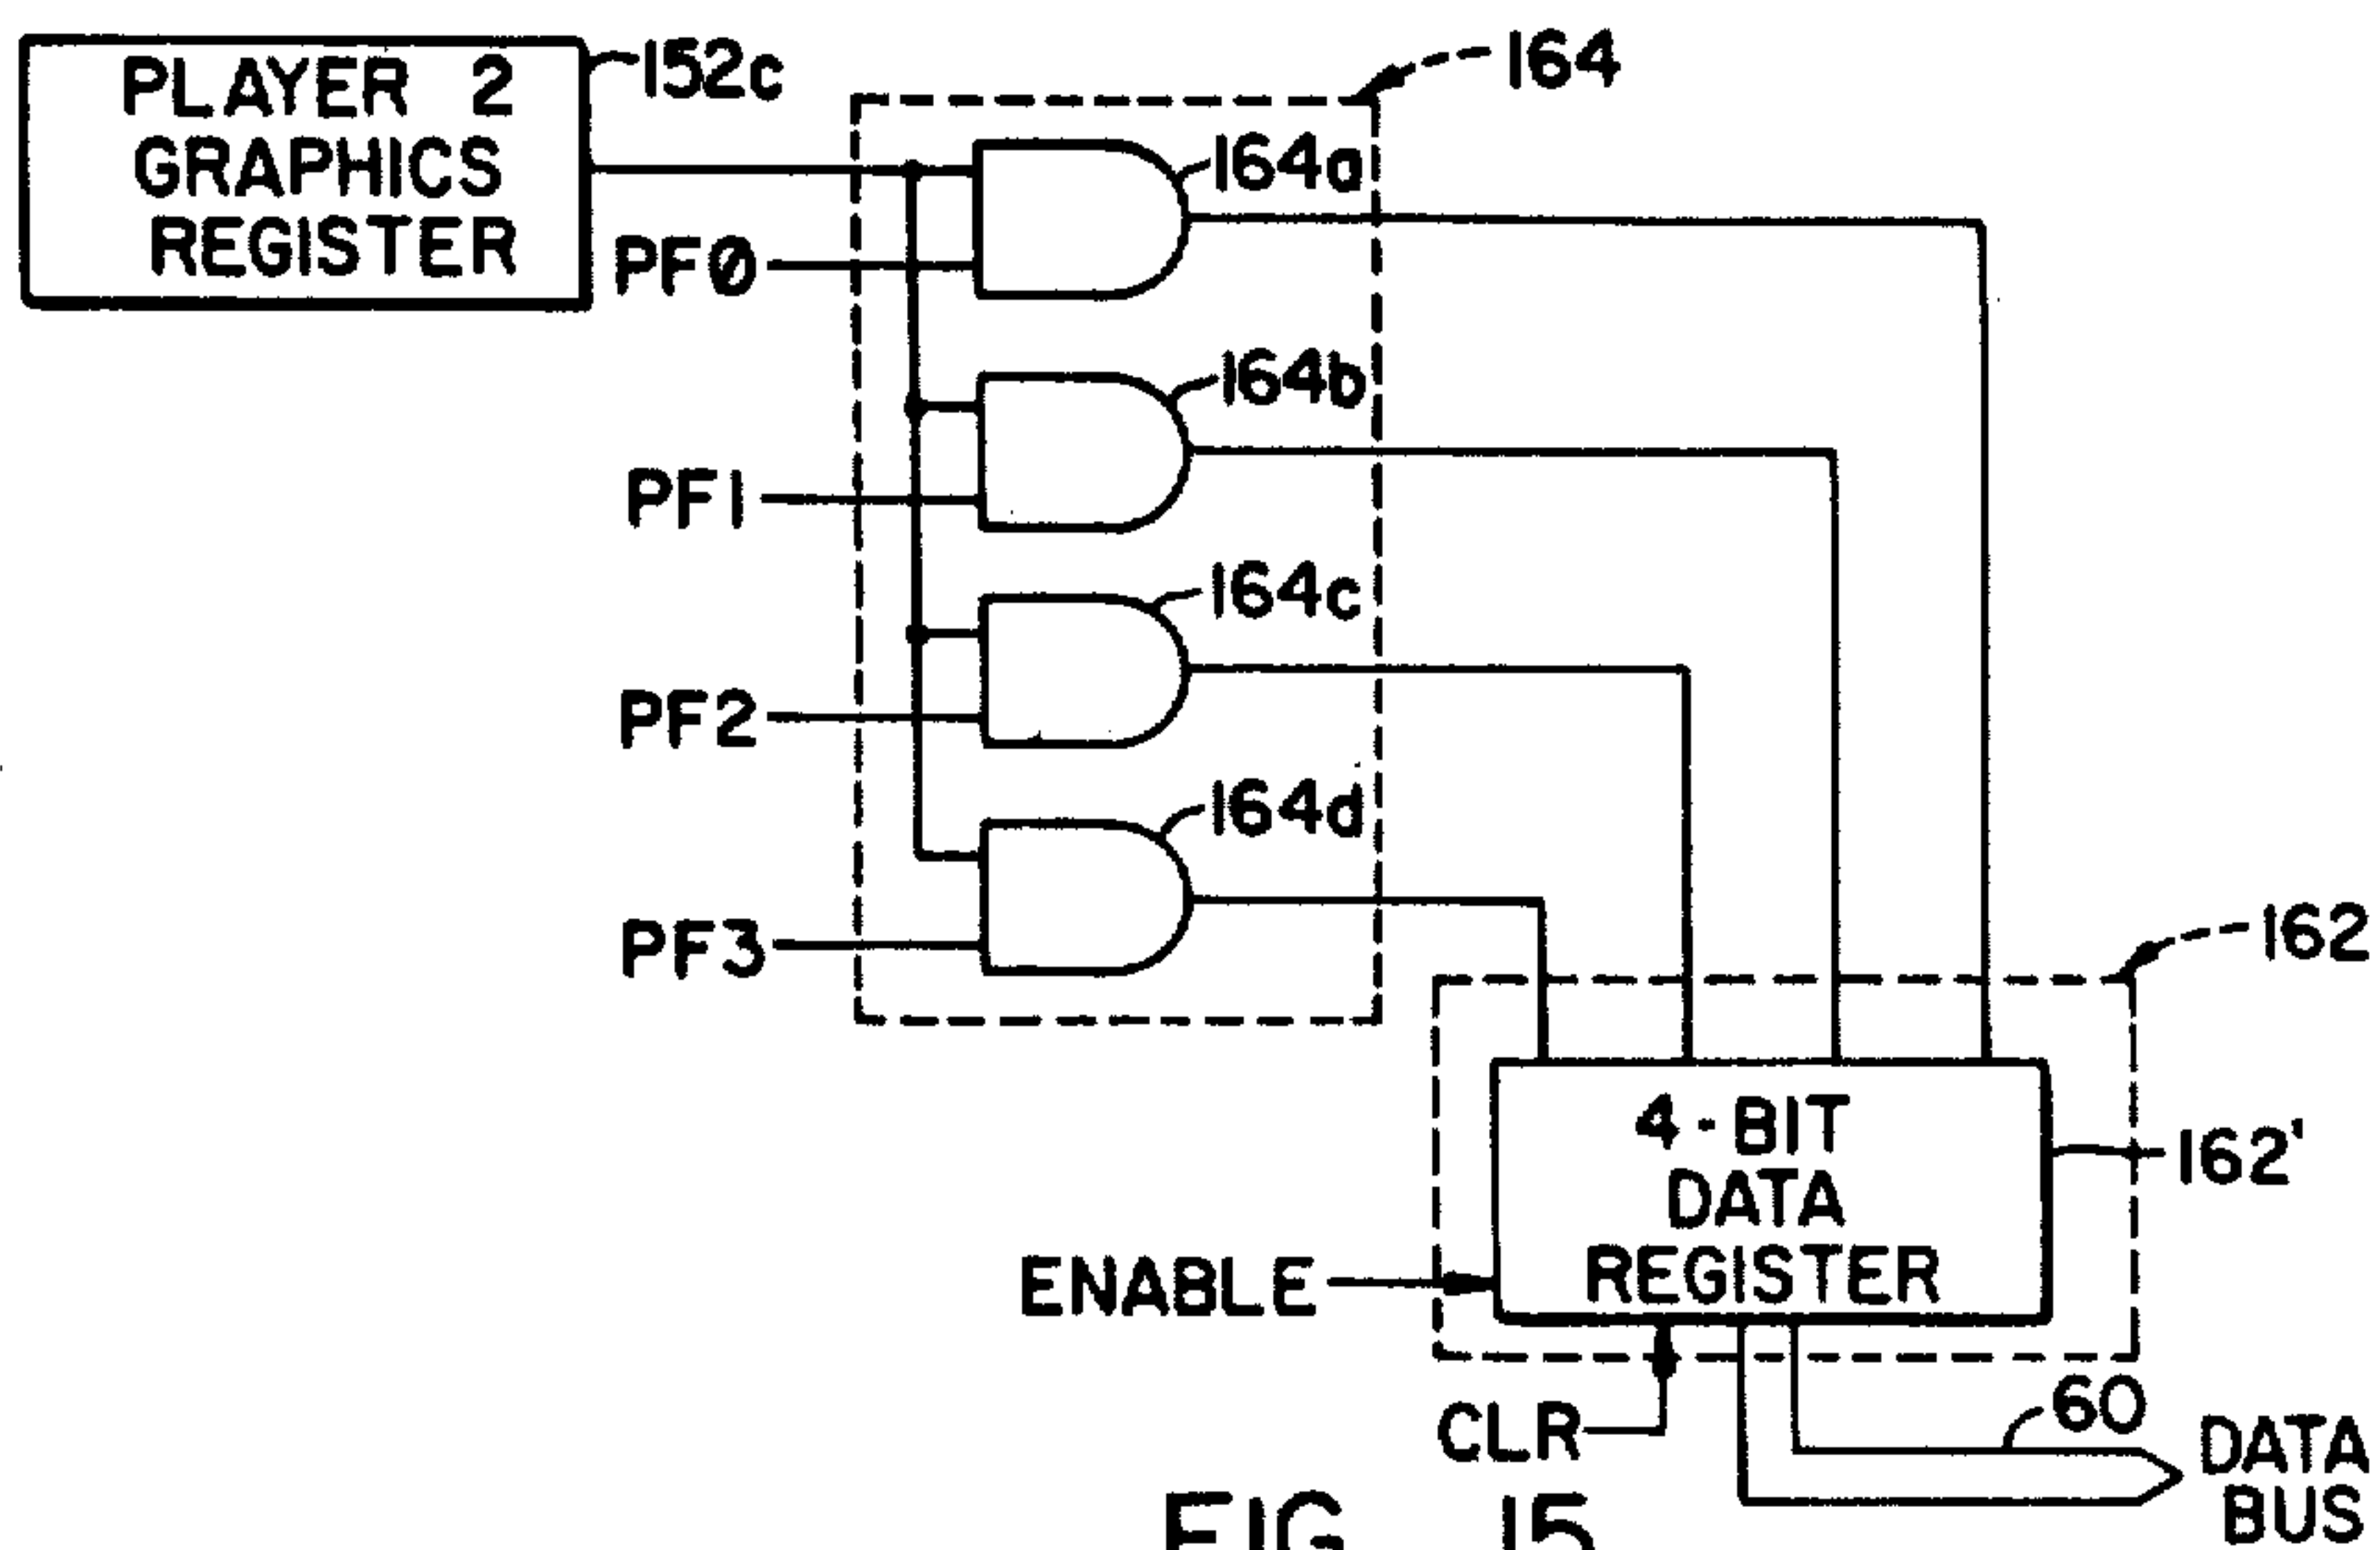 PLAYER 2
GRAPHICS
REGISTER
152c
164
164a
PF0
164b
PF1
164c
PF2
164d
PF3
162
4-BIT
DATA
REGISTER
162'
ENABLE
CLR
60
DATA
BUS
FIG. 15